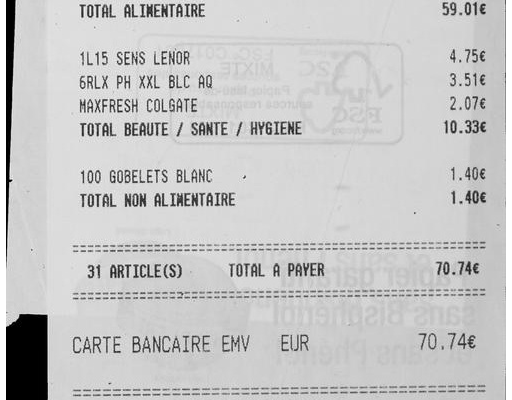 TOTAL ALIMENTAIRE 59.01€
1L15 SENS LENOR 4.75€
6RLX PH XXL BLC AQ 3.51€
MAXFRESH COLGATE 2.07€
TOTAL BEAUTE / SANTE / HYGIENE 10.33€
100 GOBELETS BLANC 1.40€
TOTAL NON ALIMENTAIRE 1.40€
31 ARTICLE(S) TOTAL A PAYER 70.74€
CARTE BANCAIRE EMV EUR 70.74€